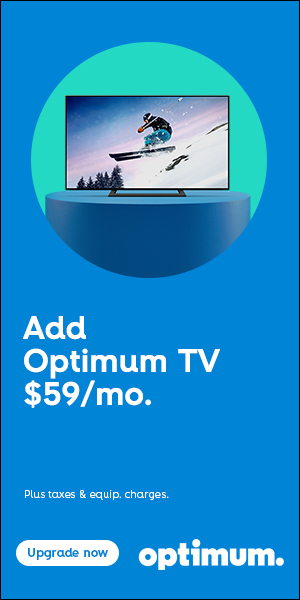 Add
Optimum TV
$59/mo.
Plus taxes & equip. charges.
Upgrade now
optimum.